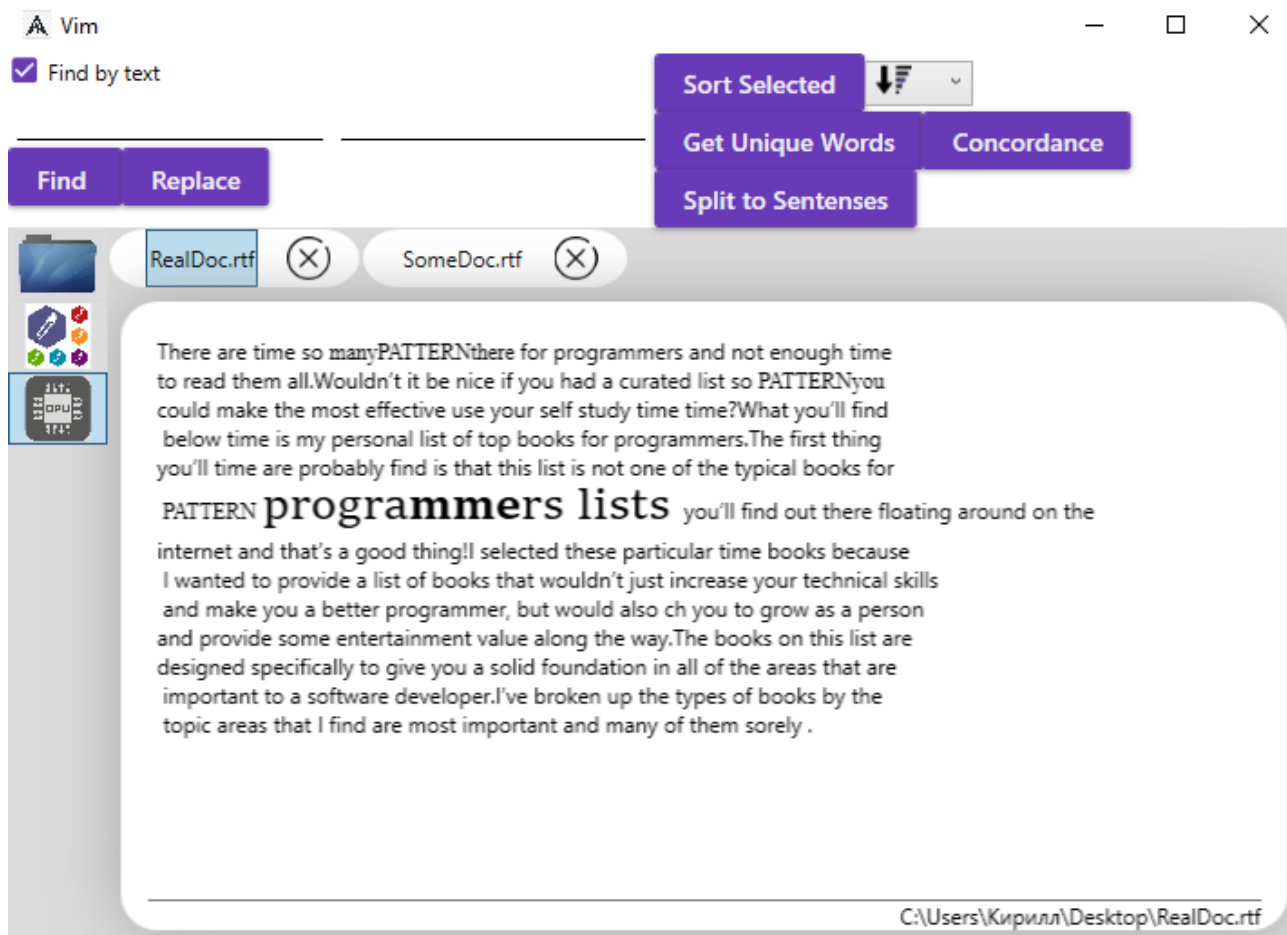 Vim
Find by text
Sort Selected
Get Unique Words Concordance
Find Replace
Split to Sentenses
RealDoc.rtf SomeDoc.rtf
There are time so manyPATTERNthere for programmers and not enough time
to read them all.Wouldn't it be nice if you had a curated list so PATTERNyou
could make the most effective use your self study time time?What you'll find
below time is my personal list of top books for programmers.The first thing
you'll time are probably find is that this list is not one of the typical books for
PATTERN programmers lists you'll find out there floating around on the
internet and that's a good thing!I selected these particular time books because
I wanted to provide a list of books that wouldn't just increase your technical skills
and make you a better programmer, but would also ch you to grow as a person
and provide some entertainment value along the way.The books on this list are
designed specifically to give you a solid foundation in all of the areas that are
important to a software developer.I've broken up the types of books by the
topic areas that I find are most important and many of them sorely .
C:\Users\Кирилл\Desktop\RealDoc.rtf